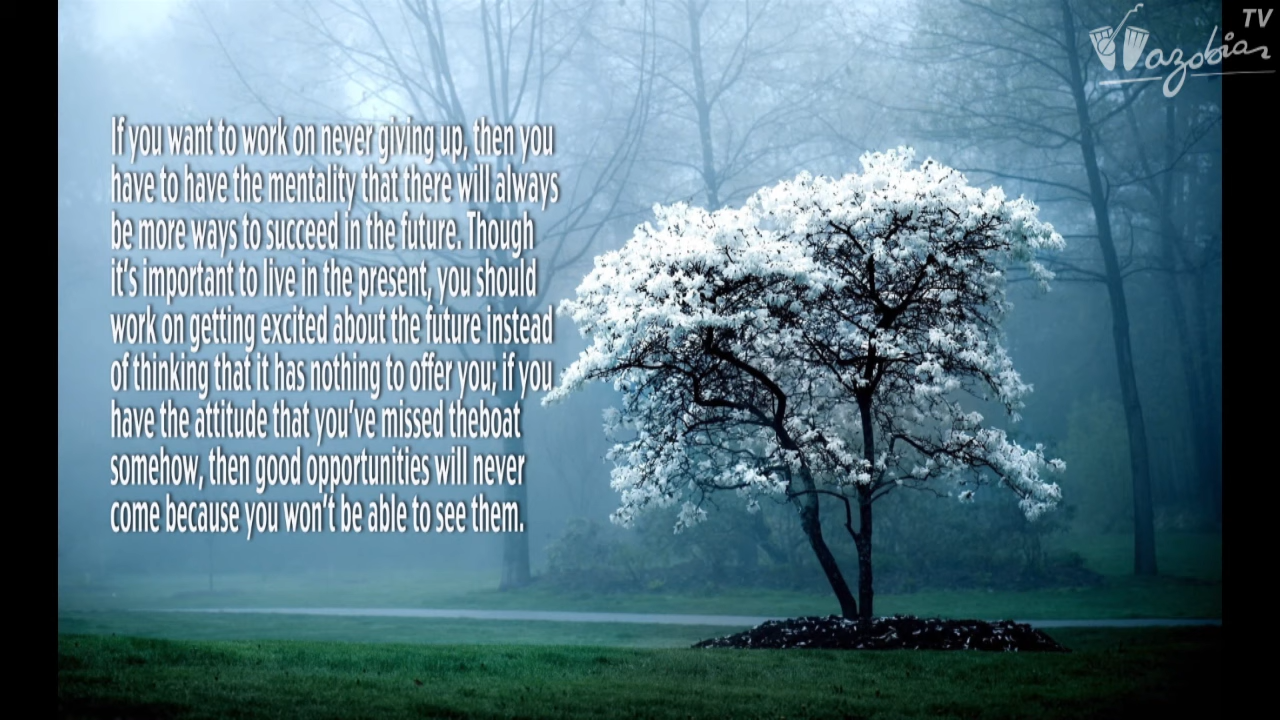 TV
Wazobian
If you want to work on never giving up, then you
have to have the mentality that there will always
be more ways to succeed in the future. Though
it's important to live in the present, you should
work on getting excited about the future instead
of thinking that it has nothing to offer you; if you
have the attitude that you've missed theboat
somehow, then good opportunities will never
come because you won't be able to see them.